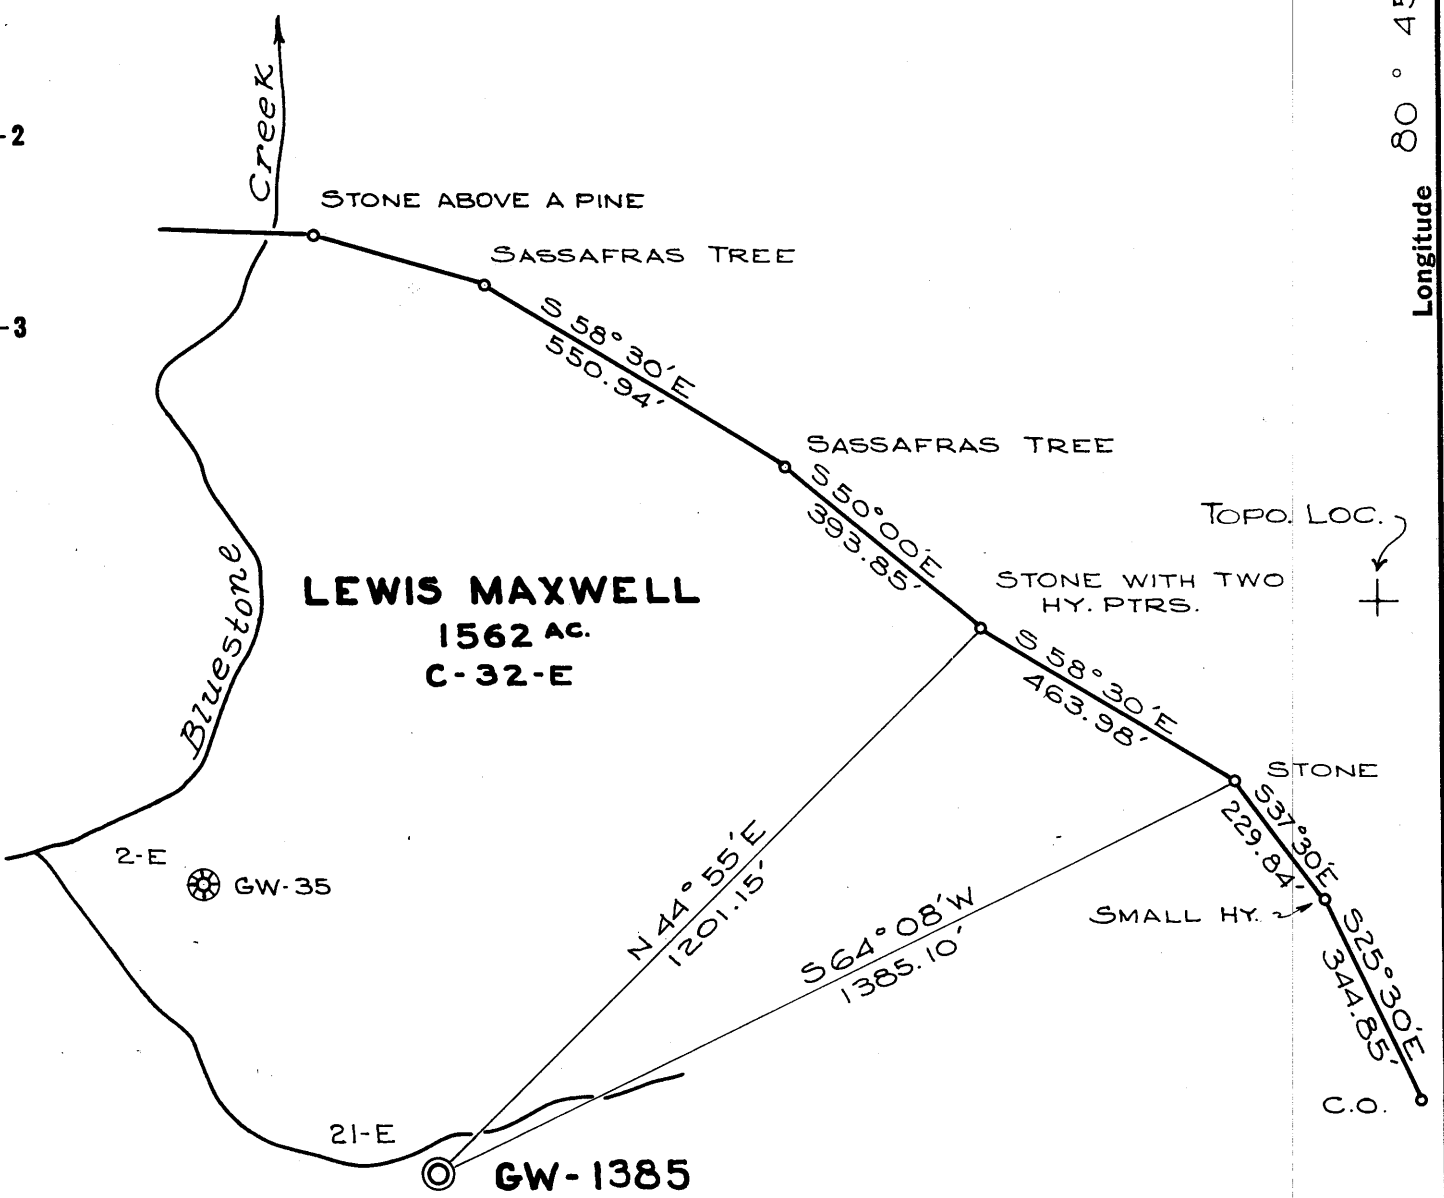 80 ° 45
Longitude
-2
-3
Creek
STONE ABOVE A PINE
SASSAFRAS TREE
S 58° 30' E
550.94'
SASSAFRAS TREE
S 50° 00' E
393.85'
TOPO. LOC.
STONE WITH TWO
HY. PTRS.
LEWIS MAXWELL
1562 AC.
C-32-E
Bluestone
S 58° 30' E
463.98'
STONE
S 37° 30' E
229.84'
2-E
GW-35
N 44° 55' E
1201.15'
S 64° 08' W
1385.10'
SMALL HY.
S 25° 30' E
344.85'
C.O.
21-E
GW-1385